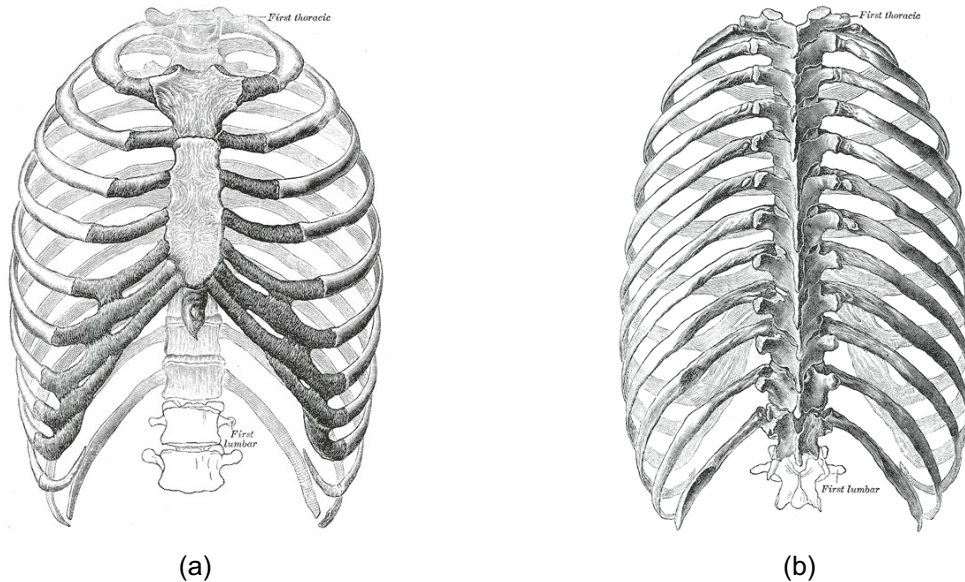 First thoracic
First thoracic
First
lumbar
First lumbar
(a)
(b)